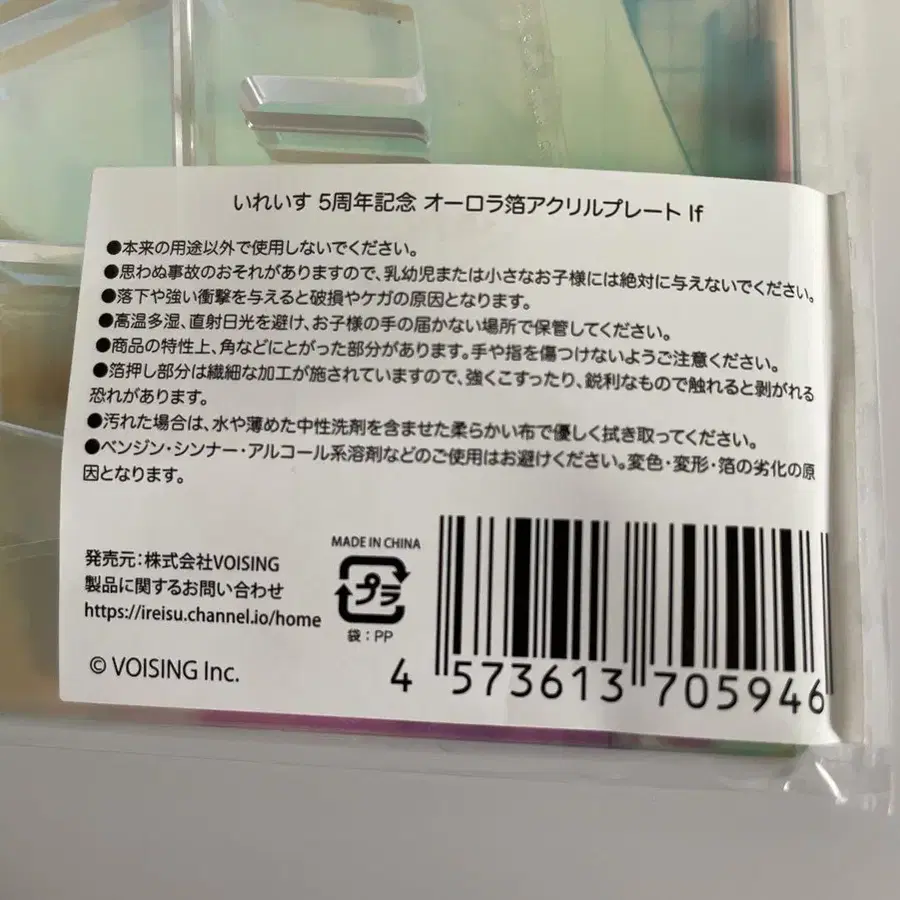 いれいす 5周年記念 オーロラ箔アクリルプレート If
●本来の用途以外で使用しないでください。
●思わぬ事故のおそれがありますので、乳幼児または小さなお子様には絶対に与えないでください。
●落下や強い衝撃を与えると破損やケガの原因となります。
●高温多湿、直射日光を避け、お子様の手の届かない場所で保管してください。
●商品の特性上、角などにとがった部分があります。手や指を傷つけないようご注意ください。
●箔押し部分は繊細な加工が施されていますので、強くこすったり、鋭利なもので触れると剥がれる
恐れがあります。
●汚れた場合は、水や薄めた中性洗剤を含ませた柔らかい布で優しく拭き取ってください。
●ベンジン・シンナー・アルコール系溶剤などのご使用はお避けください。変色・変形・箔の劣化の原
因となります。
発売元：株式会社VOISING
製品に関するお問い合わせ
https://ireisu.channel.io/home
© VOISING Inc.
MADE IN CHINA
プラ
袋：PP
4 573613 705946